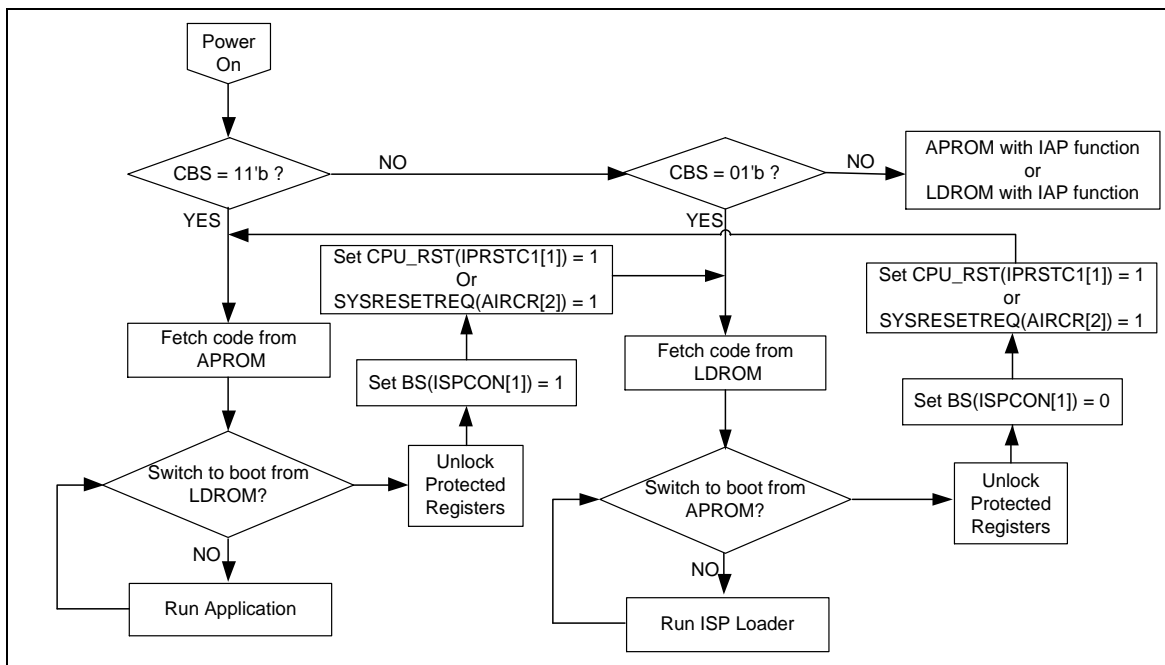 Power
On
CBS = 11'b ?
NO
CBS = 01'b ?
NO
APROM with IAP function
or
LDROM with IAP function
YES
YES
Set CPU_RST(IPRSTC1[1]) = 1
Or
SYSRESETREQ(AIRCR[2]) = 1
Set CPU_RST(IPRSTC1[1]) = 1
or
SYSRESETREQ(AIRCR[2]) = 1
Fetch code from
APROM
Fetch code from
LDROM
Set BS(ISPCON[1]) = 1
Set BS(ISPCON[1]) = 0
Switch to boot from
LDROM?
Unlock
Protected
Registers
Switch to boot from
APROM?
Unlock
Protected
Registers
NO
NO
Run Application
Run ISP Loader